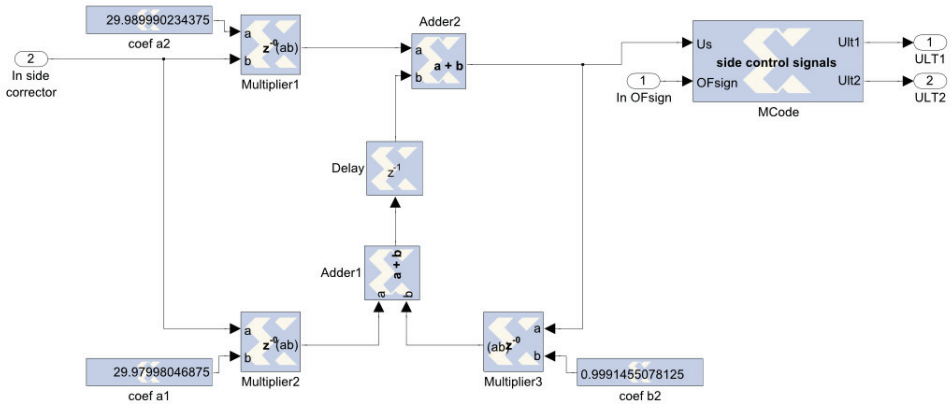 29.989990234375
coef a2
2
In side
corrector
a
b
z⁻⁰(ab)
Multiplier1
Adder2
a
b
a + b
Us
OFsign
side control signals
Ult1
Ult2
MCode
1
In OFsign
1
ULT1
2
ULT2
Delay
z⁻¹
Adder1
a + b
a
b
29.97998046875
coef a1
a
b
z⁻⁰(ab)
Multiplier2
(ab)z⁻⁰
a
b
Multiplier3
0.9991455078125
coef b2